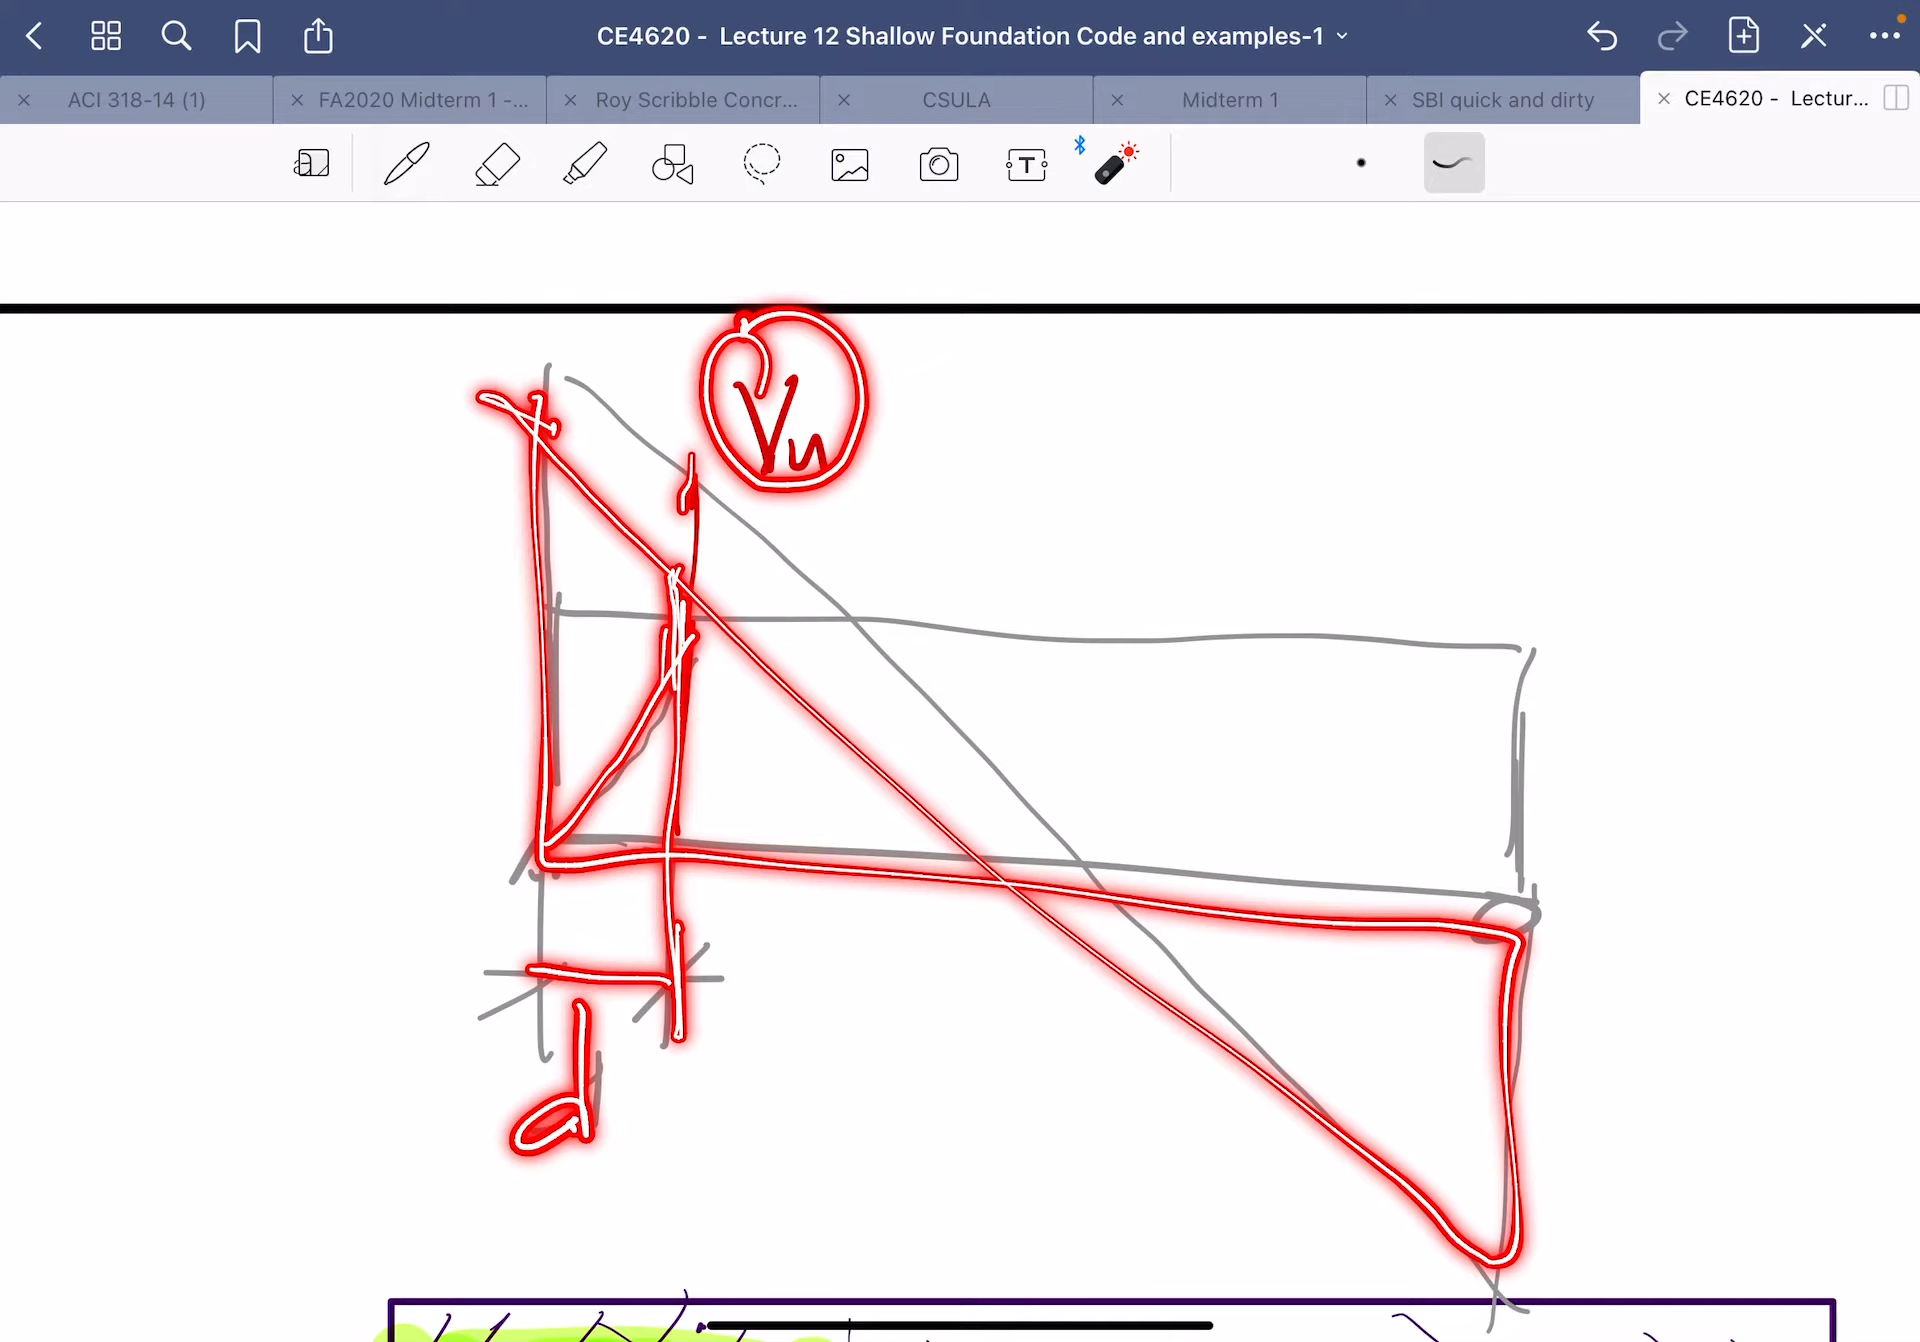 CE4620 -  Lecture 12 Shallow Foundation Code and examples-1
ACI 318-14 (1)
FA2020 Midterm 1 -...
Roy Scribble Concr...
CSULA
Midterm 1
SBI quick and dirty
CE4620 -  Lectur...
Vu
d